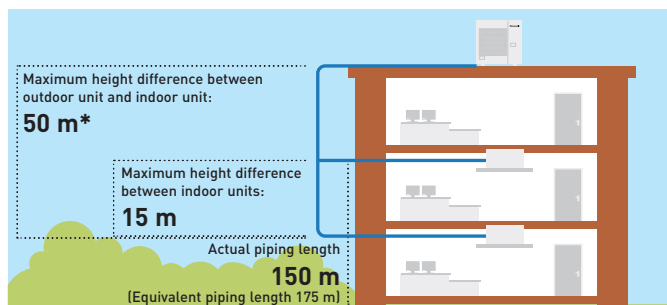 Maximum height difference between
outdoor unit and indoor unit:
50 m*
Maximum height difference
between indoor units:
15 m
Actual piping length
150 m
(Equivalent piping length 175 m)